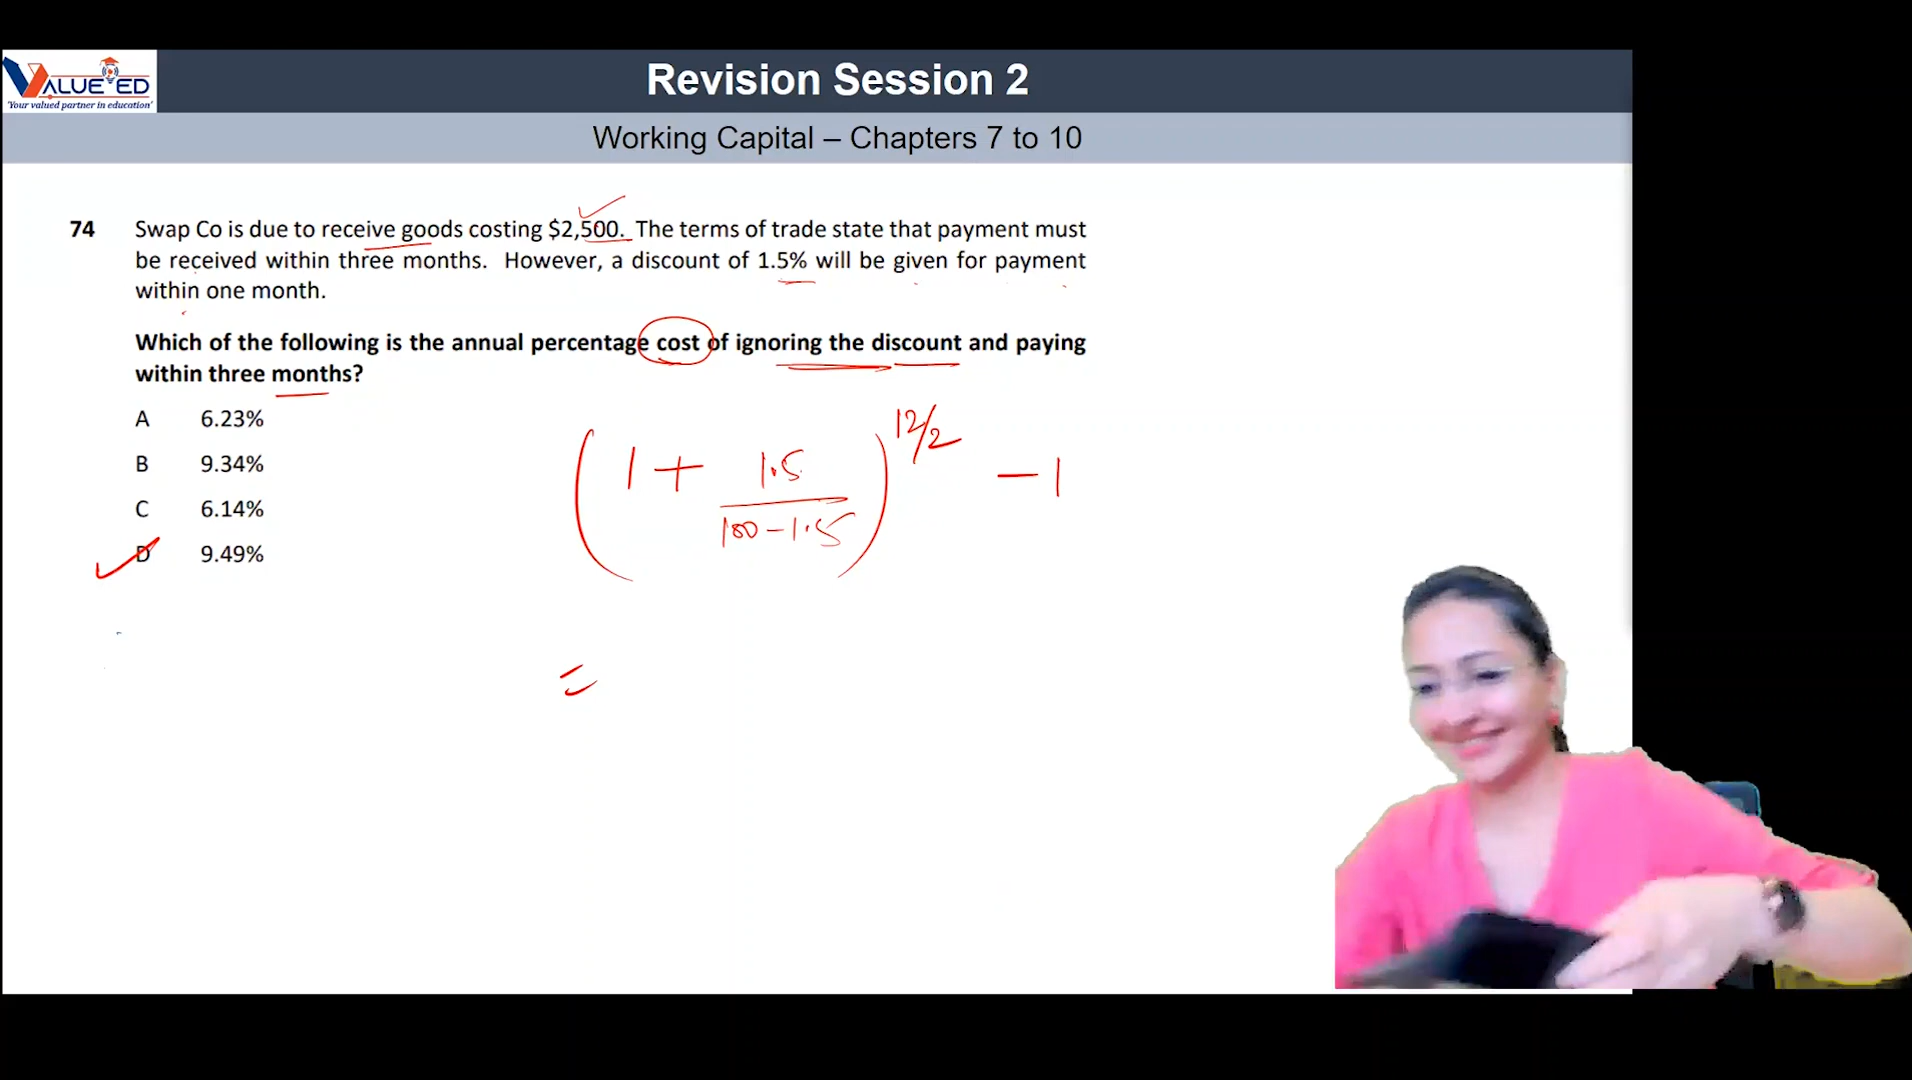 VALUE ED
'Your valued partner in education'
Revision Session 2
Working Capital – Chapters 7 to 10
74 Swap Co is due to receive goods costing $2,500. The terms of trade state that payment must
be received within three months. However, a discount of 1.5% will be given for payment
within one month.
Which of the following is the annual percentage cost of ignoring the discount and paying
within three months?
A 6.23%
B 9.34%
C 6.14%
D 9.49%
( 1 + 1.5 / 100 - 1.5 ) 12/2 - 1
=